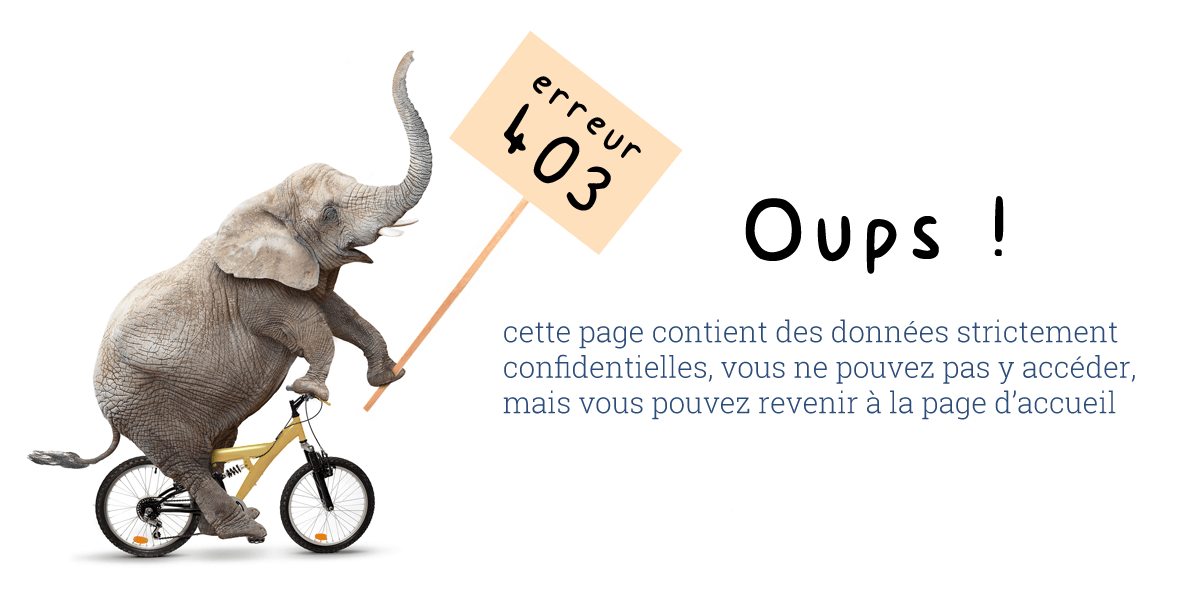 erreur
403
Oups !
cette page contient des données strictement
confidentielles, vous ne pouvez pas y accéder,
mais vous pouvez revenir à la page d’accueil